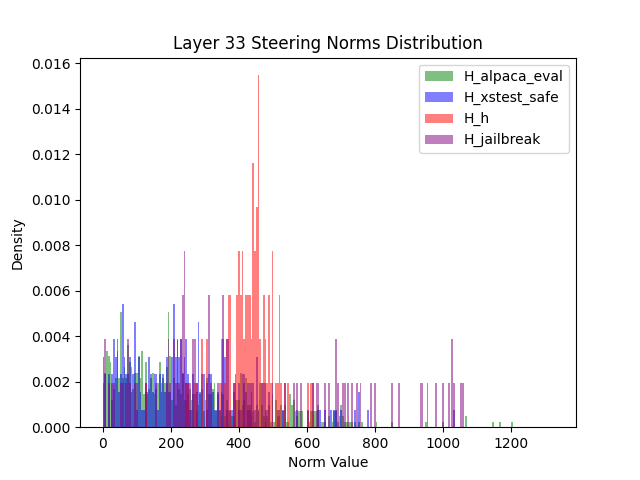 Layer 33 Steering Norms Distribution
H_alpaca_eval
H_xstest_safe
H_h
H_jailbreak
Density
0.016
0.014
0.012
0.010
0.008
0.006
0.004
0.002
0.000
0 200 400 600 800 1000 1200
Norm Value